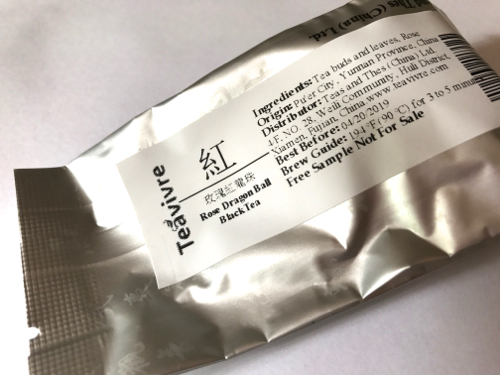 Teavivre
紅
玫瑰紅龍珠
Rose Dragon Ball
Black Tea
Thes (China) Ltd.
Ingredients: Tea buds and leaves, Rose
Origin: Pu'er City, Yunnan Province, China
Distributor: Teas and Thes (China) Ltd.
4/F, NO. 28, Weili Community, Huli District,
Xiamen, Fujian, China.www.teavivre.com
Best Before: 04/20/2019
Brew Guide: 194 °F (90 °C) for 3 to 5 minu
Free Sample Not For Sale